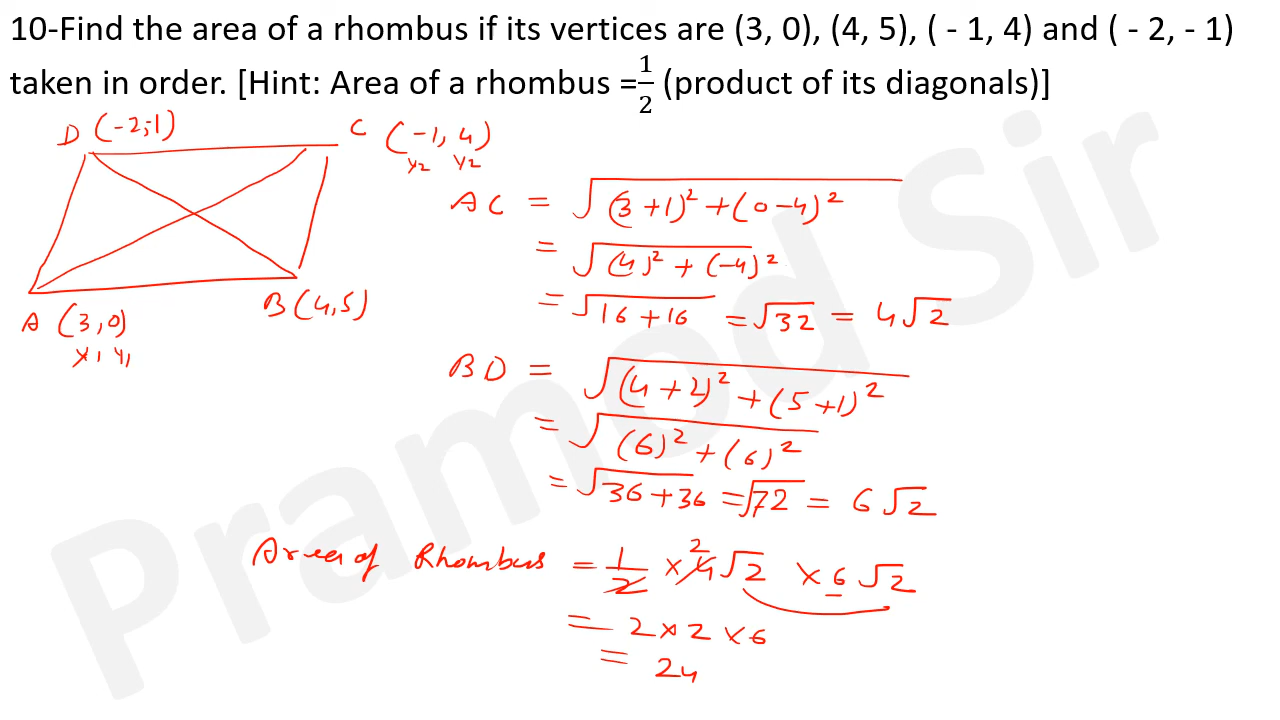 10-Find the area of a rhombus if its vertices are (3, 0), (4, 5), ( - 1, 4) and ( - 2, - 1)
taken in order. [Hint: Area of a rhombus =1/2 (product of its diagonals)]
D (-2,-1)
C (-1, 4)
x2 y2
A (3,0)
x1 y1
B (4,5)
AC = √(3 +1)² + (0-4)²
= √(4)² + (-4)²
= √16 +16 = √32 = 4√2
BD = √(4 + 2)² + (5 +1)²
= √(6)² + (6)²
= √36 + 36 = √72 = 6√2
Area of Rhombus = 1/2 × 4 2 √2 × 6√2
= 2 × 2 × 6
= 24
Pramod Sir